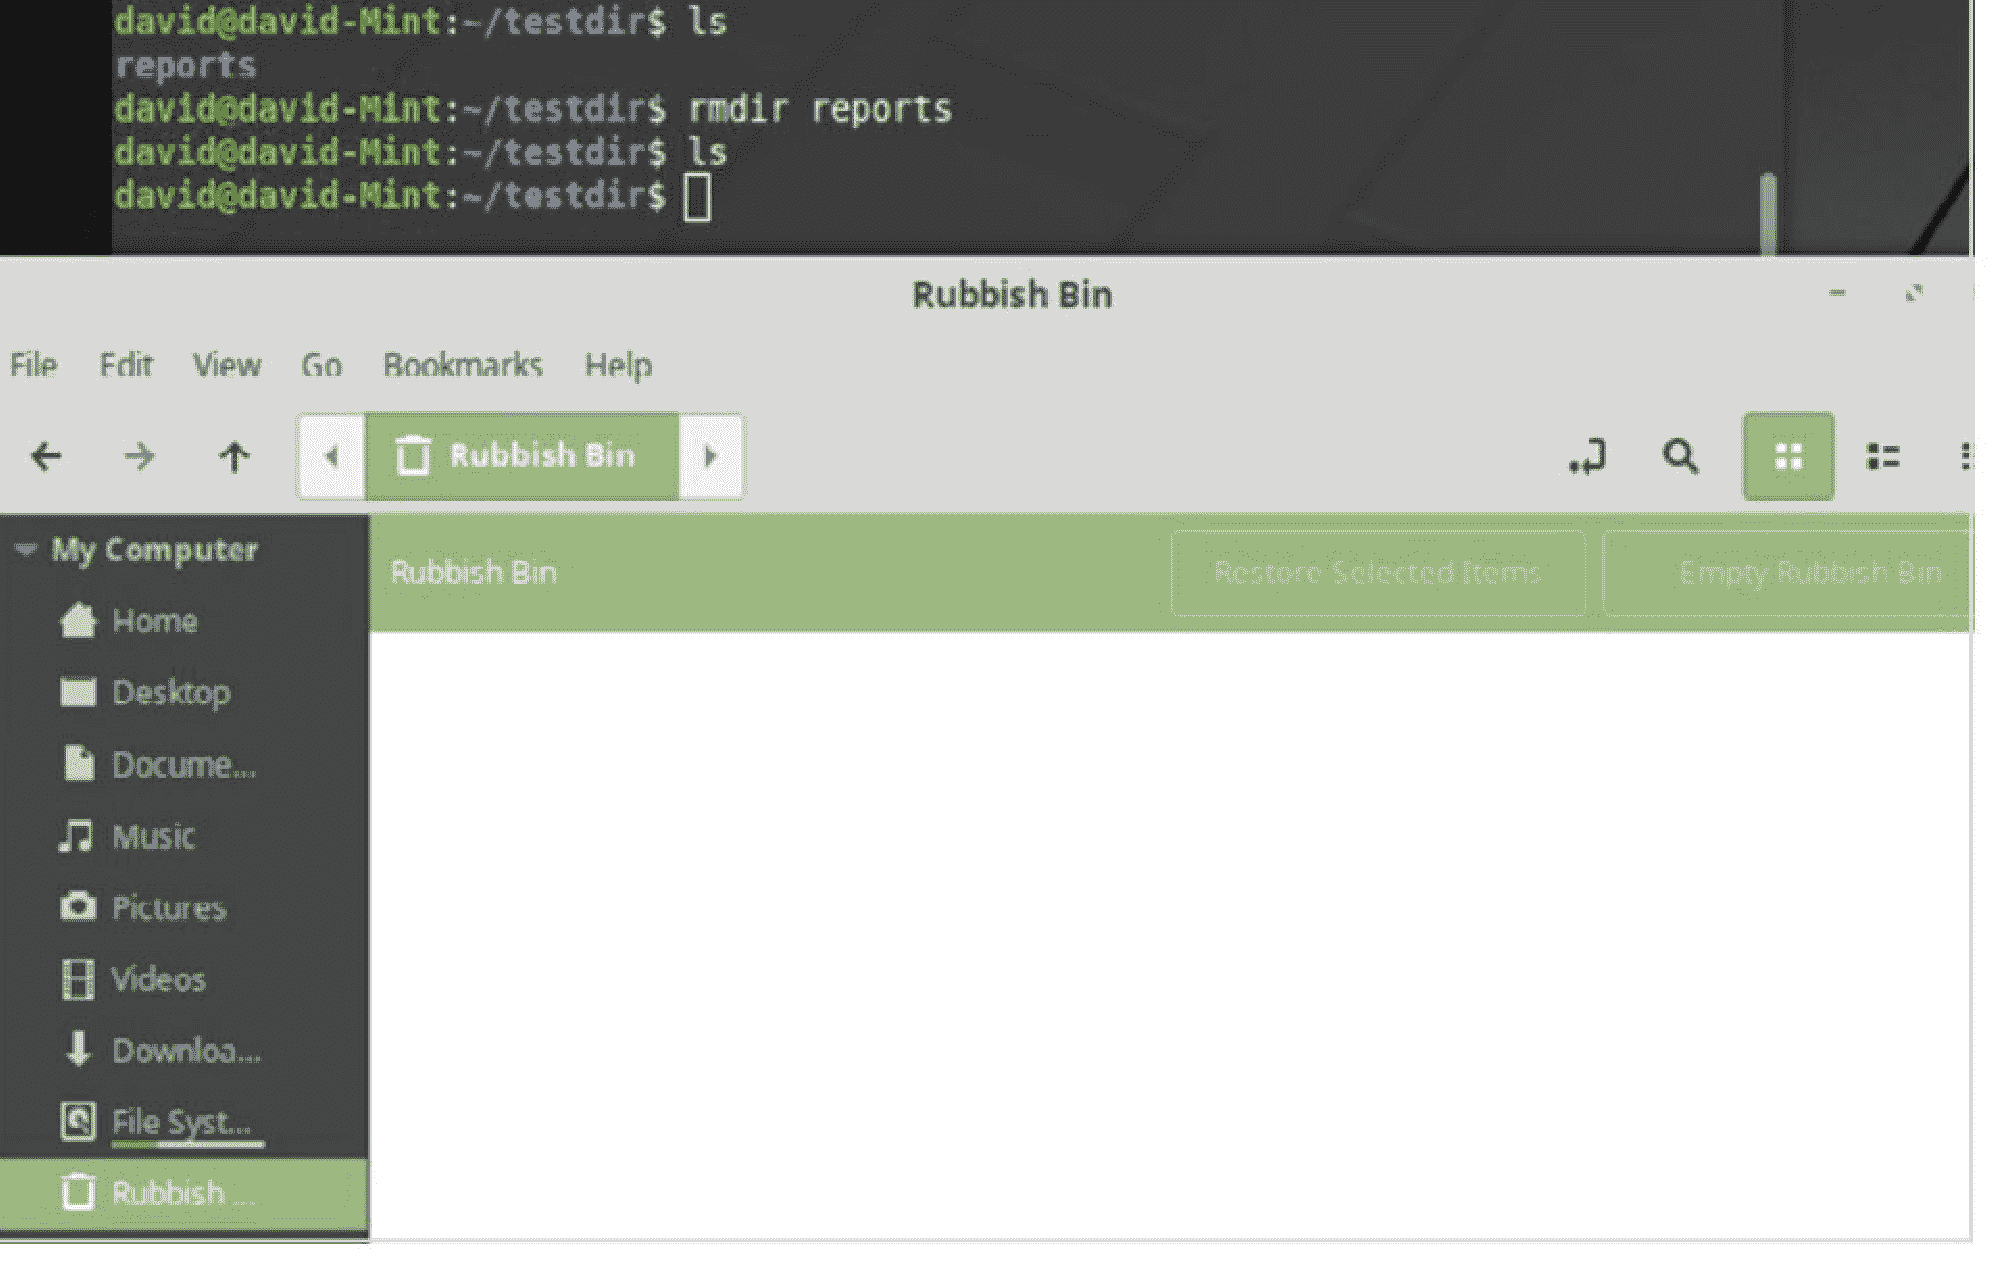 david@david-Mint:~/testdir$ ls
reports
david@david-Mint:~/testdir$ rmdir reports
david@david-Mint:~/testdir$ ls
david@david-Mint:~/testdir$
Rubbish Bin
File Edit View Go Bookmarks Help
Rubbish Bin
My Computer
Rubbish Bin Restore Selected Items Empty Rubbish Bin
Home
Desktop
Docume...
Music
Pictures
Videos
Downloa...
File Syst...
Rubbish ...